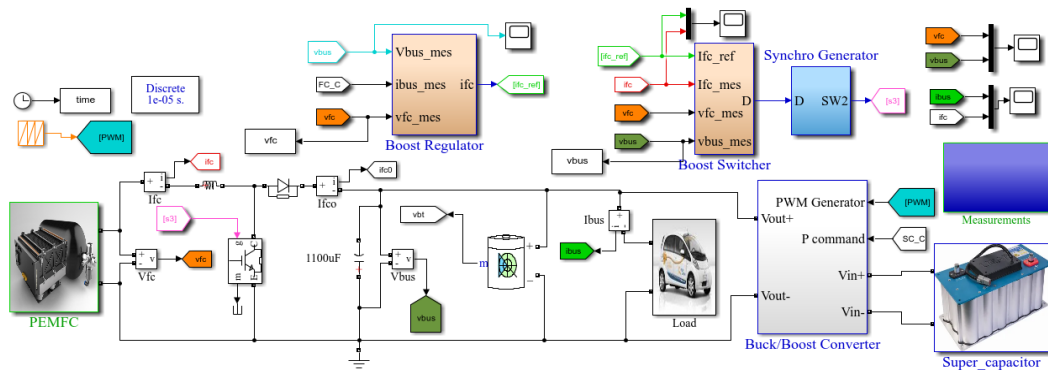 vbus
Vbus_mes
FC_C
ibus_mes
ifc
[ifc_ref]
vfc
vfc_mes
vfc
Boost Regulator
[ifc_ref]
Ifc_ref
ifc
Ifc_mes
vfc
vfc_mes
D
vbus
vbus_mes
vbus
Boost Switcher
Synchro Generator
D
SW2
[s3]
vfc
vbus
ibus
ifc
time
Discrete
1e-05 s.
[PWM]
ifc
+
-
i
Ifc
ifc0
+
-
i
Ifco
[s3]
PEMFC
+
-
v
Vfc
vfc
g
C
m
E
1100uF
+
-
v
Vbus
vbus
vbt
m
+
_
Ibus
+
-
i
ibus
Load
PWM Generator
[PWM]
Vout+
P command
SC_C
Vin+
Vout-
Vin-
Buck/Boost Converter
Measurements
Super_capacitor